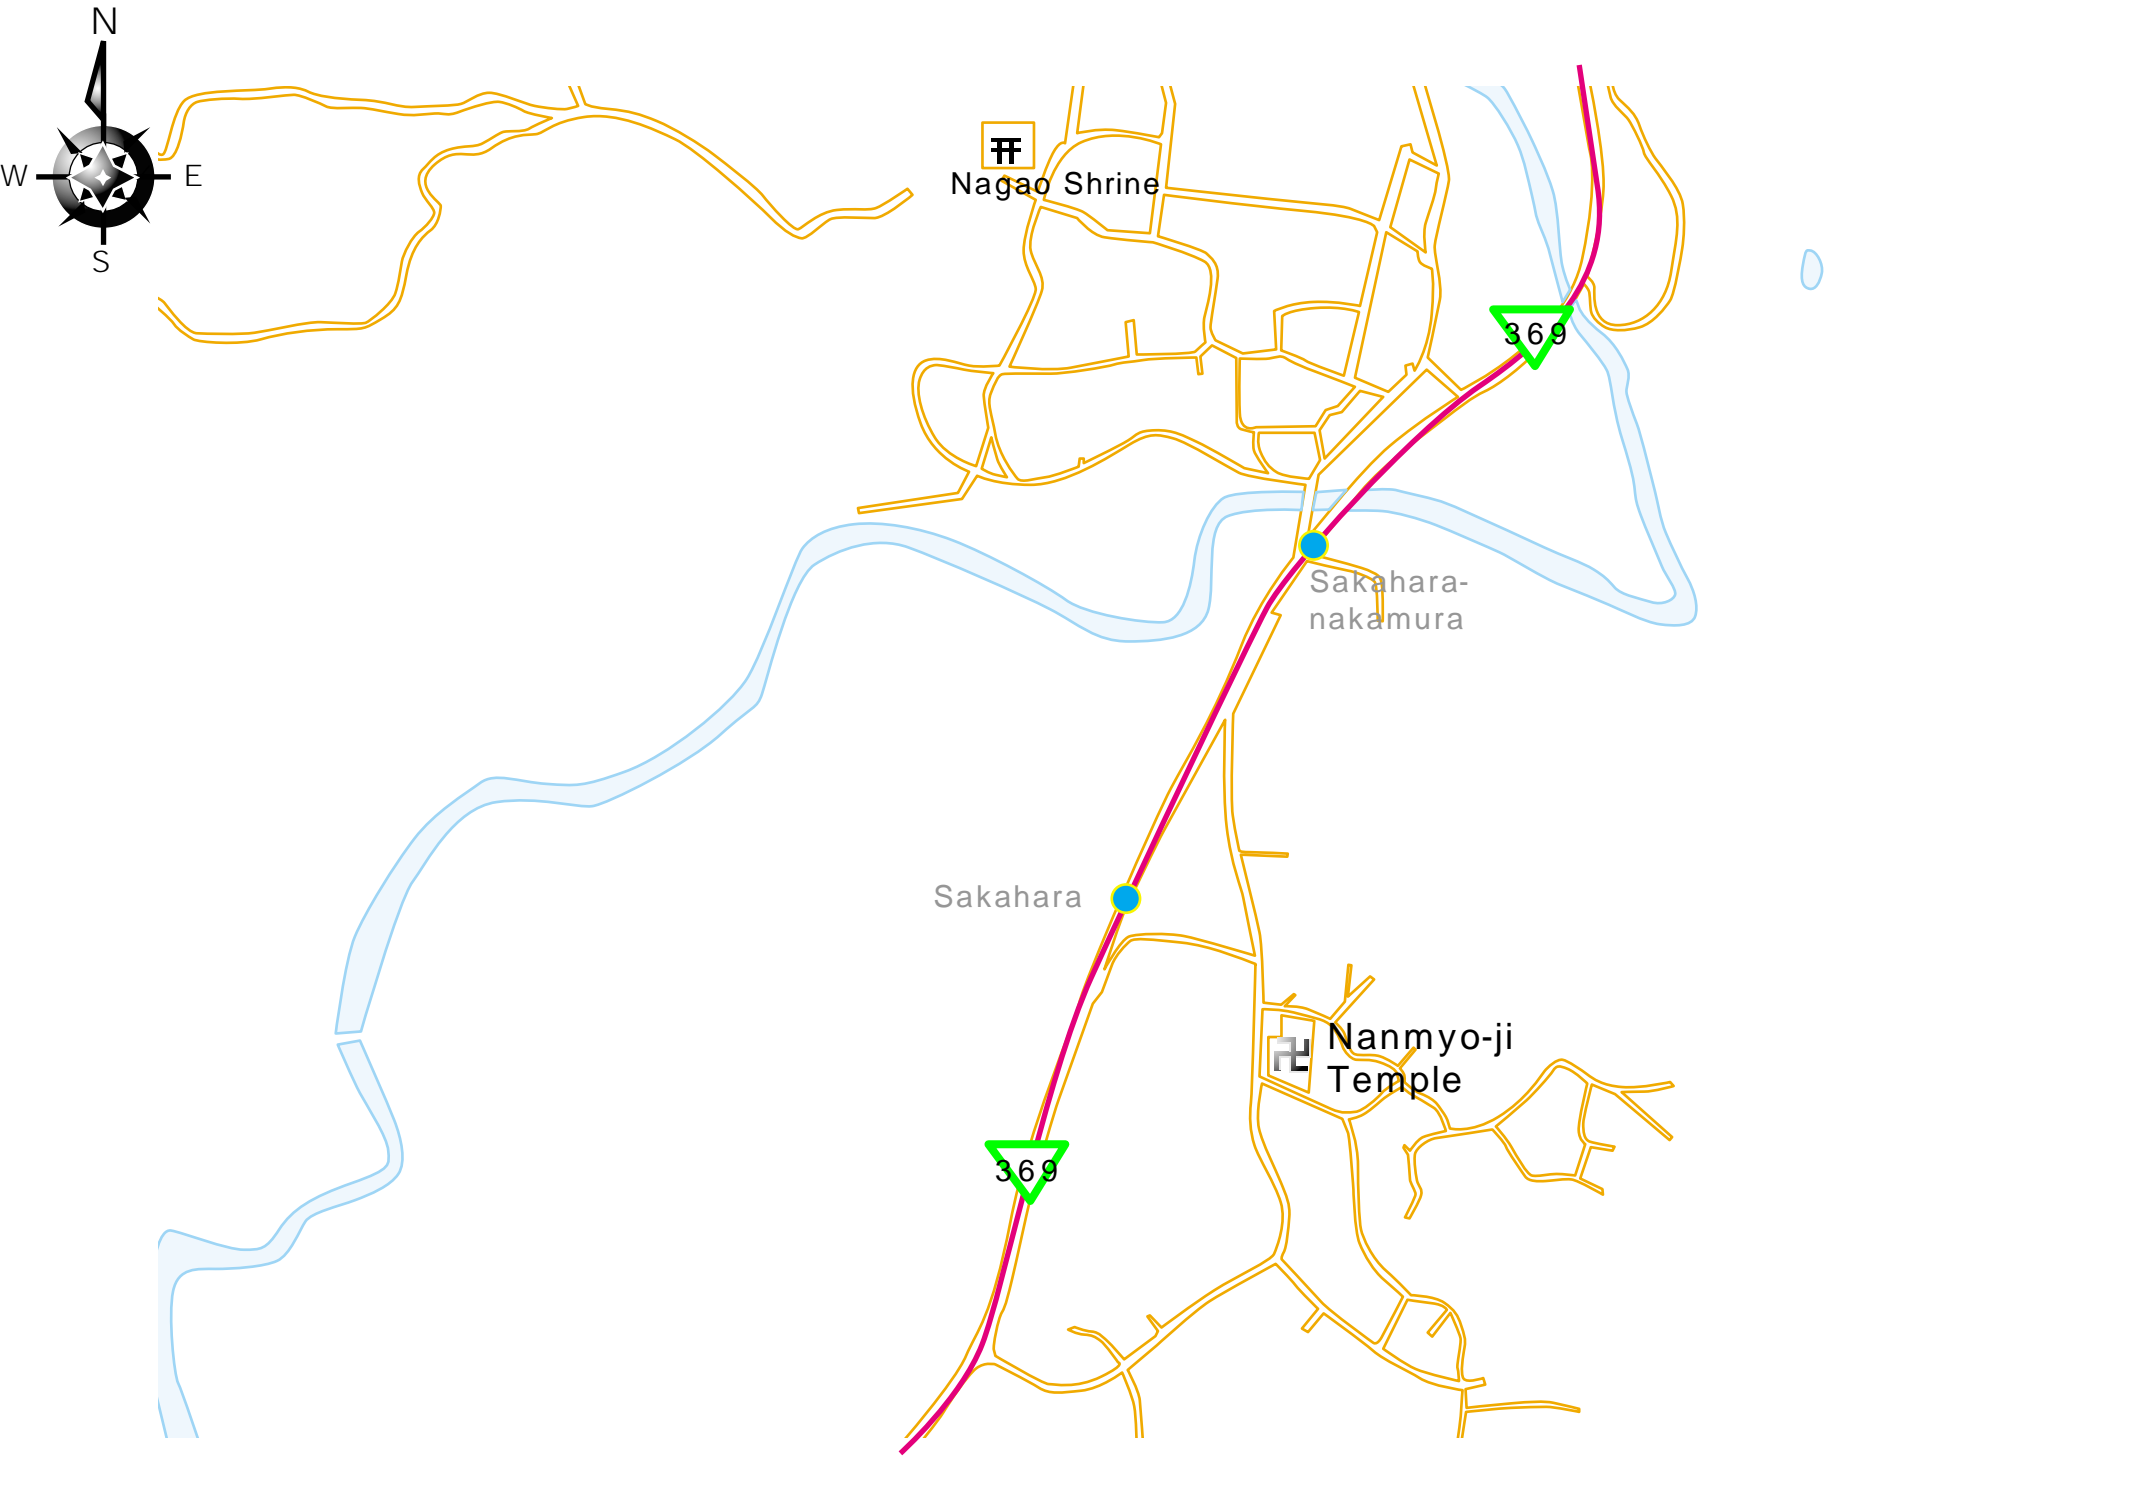 N
W
E
S
Nagao Shrine
369
Sakahara-
nakamura
Sakahara
Nanmyo-ji
Temple
369